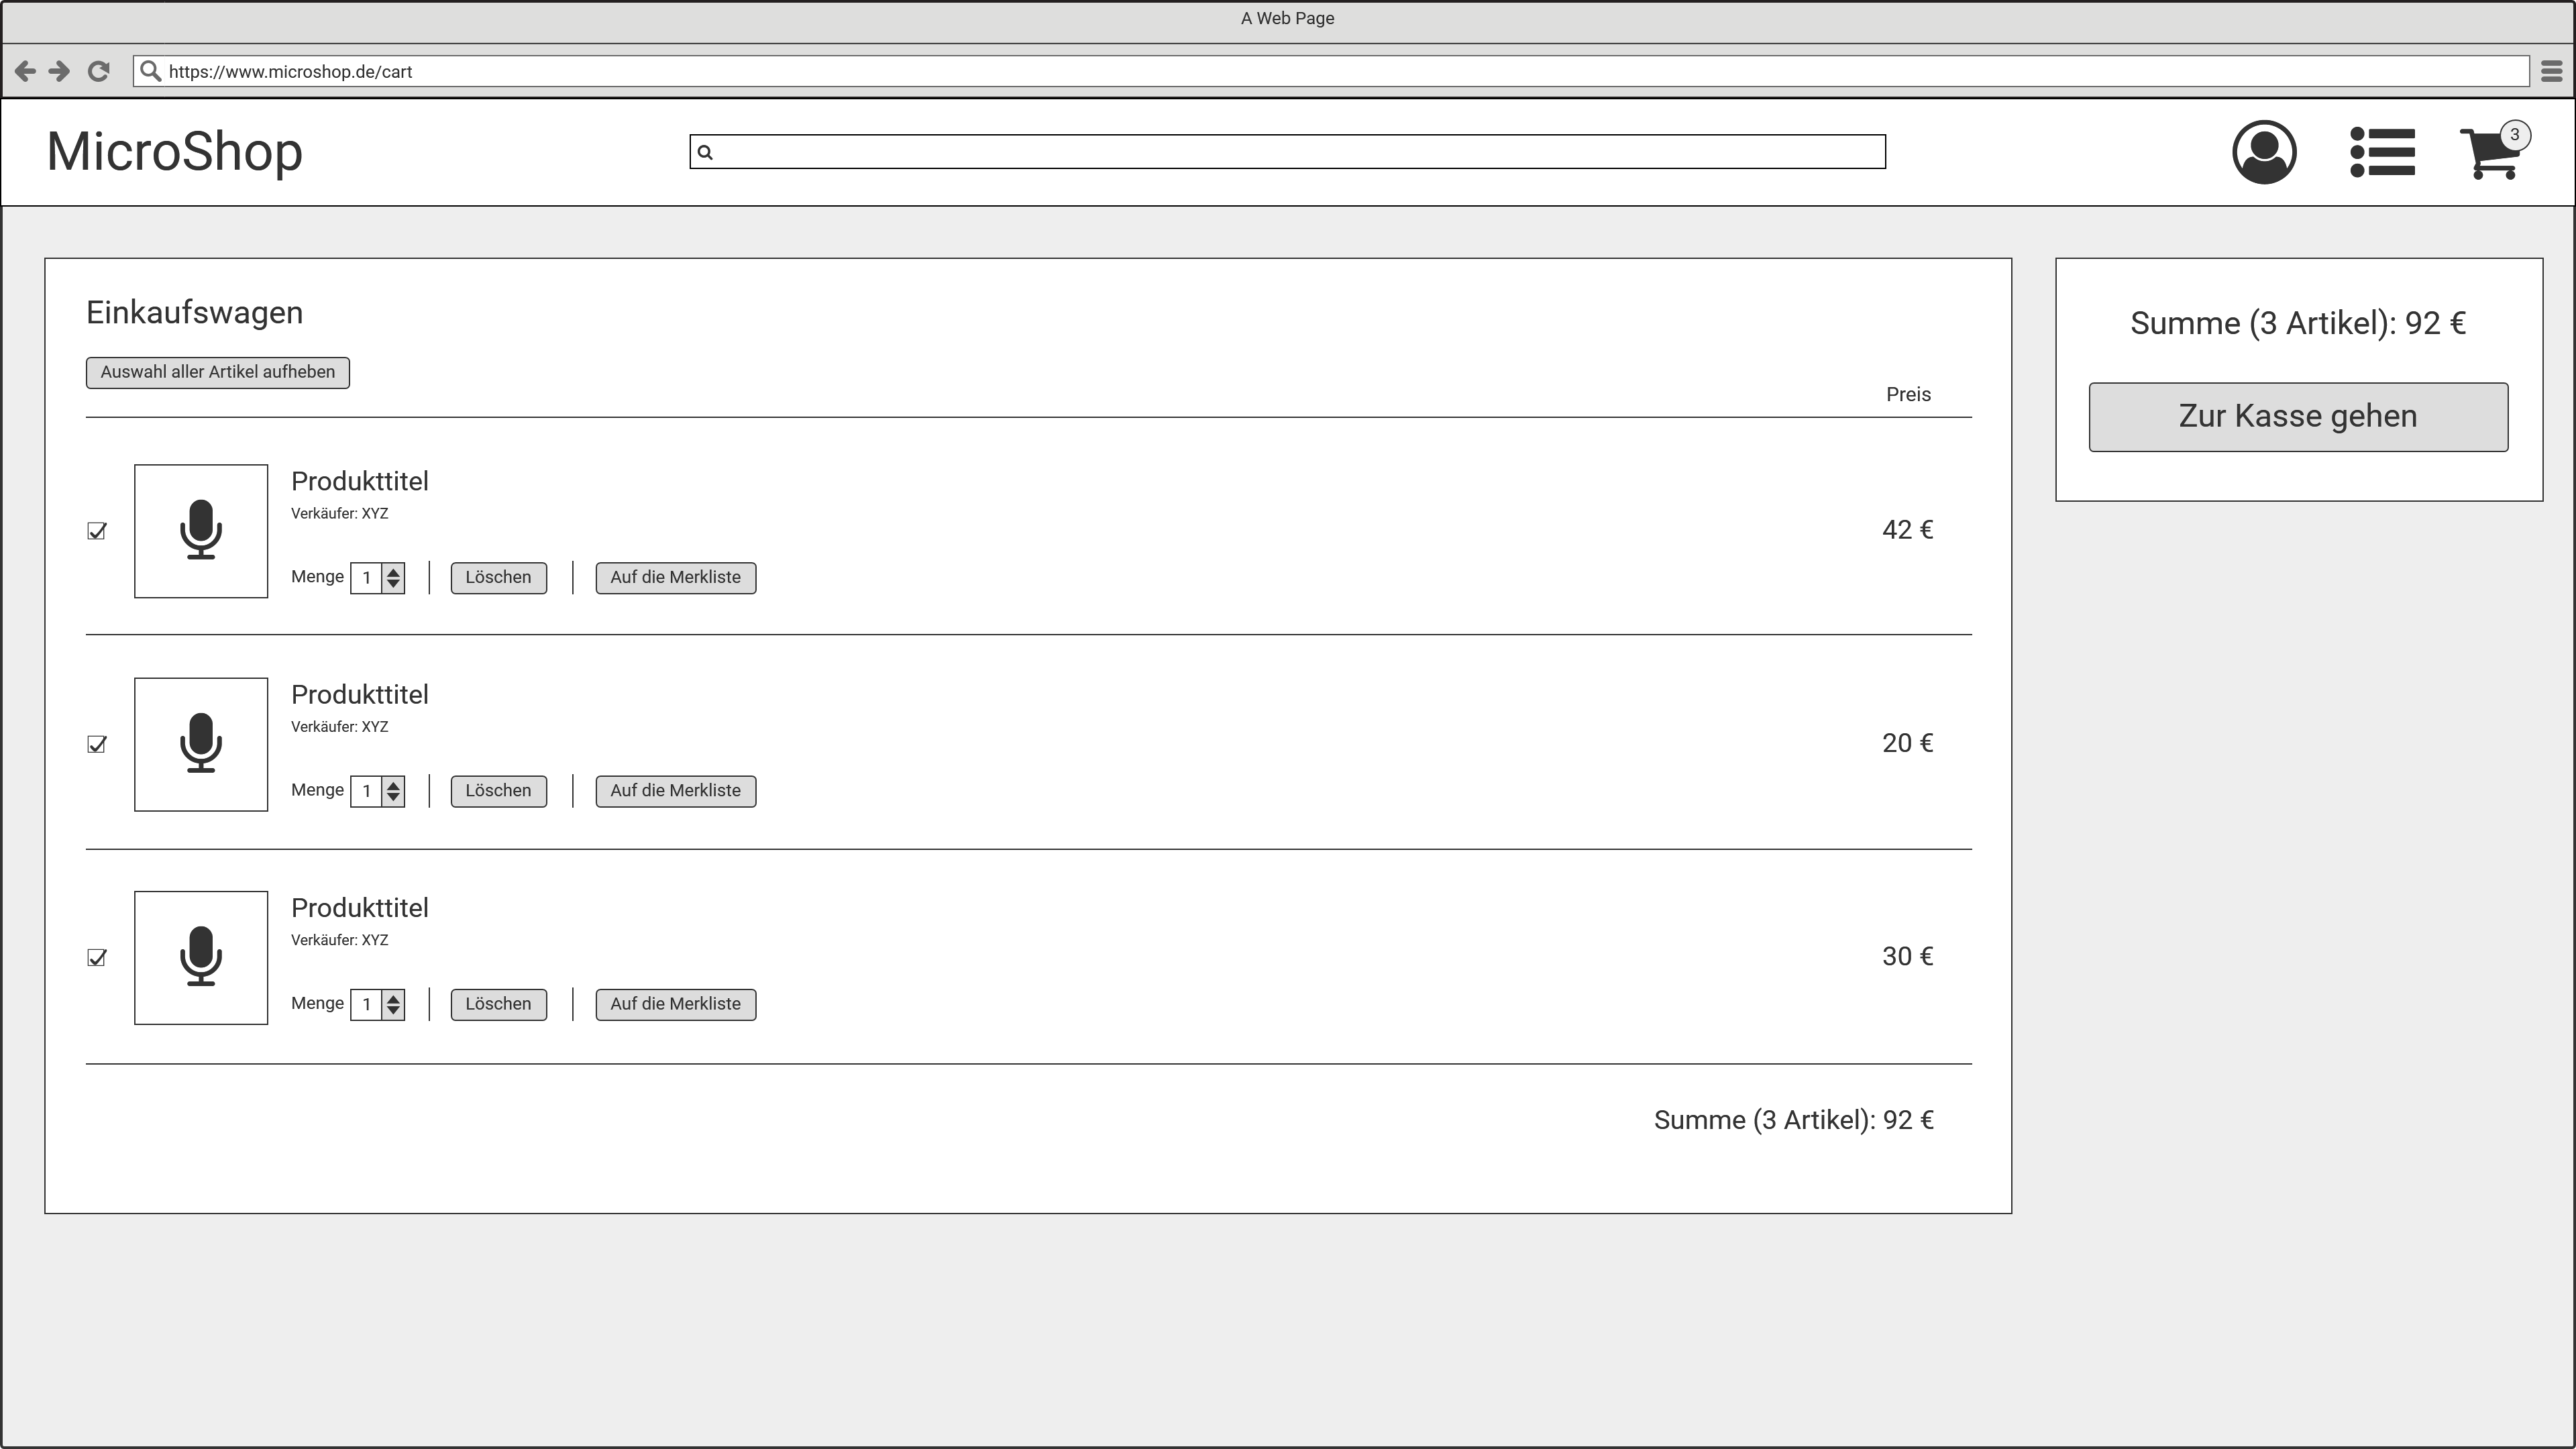 A Web Page
https://www.microshop.de/cart
MicroShop
3
Einkaufswagen
Auswahl aller Artikel aufheben
Preis
Produkttitel
Verkäufer: XYZ
42 €
Menge 1 Löschen Auf die Merkliste
Produkttitel
Verkäufer: XYZ
20 €
Menge 1 Löschen Auf die Merkliste
Produkttitel
Verkäufer: XYZ
30 €
Menge 1 Löschen Auf die Merkliste
Summe (3 Artikel): 92 €
Summe (3 Artikel): 92 €
Zur Kasse gehen